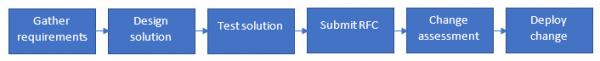 Gather
requirements
Design
solution
Test solution
Submit RFC
Change
assessment
Deploy
change